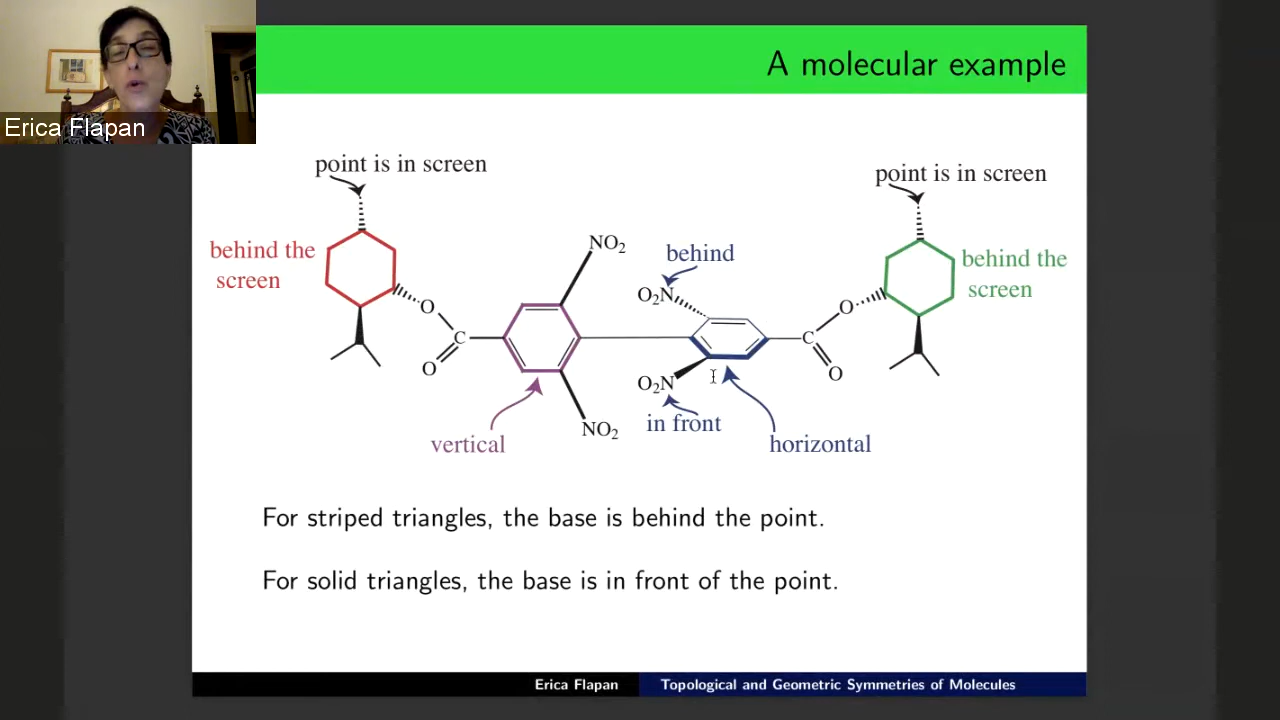 A molecular example
Erica Flapan
point is in screen
point is in screen
behind the
screen
NO2
behind
behind the
screen
O2N
O
O
C
C
O
O
O2N
in front
NO2
vertical
horizontal
For striped triangles, the base is behind the point.
For solid triangles, the base is in front of the point.
Erica Flapan
Topological and Geometric Symmetries of Molecules